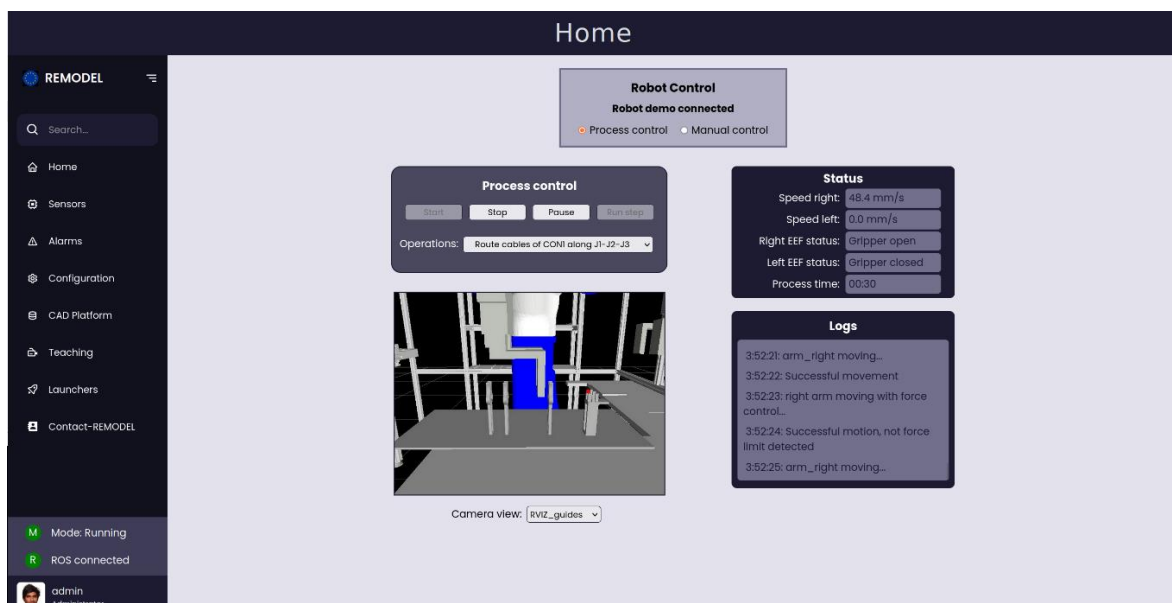 Home
REMODEL
Search...
Home
Sensors
Alarms
Configuration
CAD Platform
Teaching
Launchers
Contact-REMODEL
M Mode: Running
R ROS connected
admin
Administrator
Robot Control
Robot demo connected
Process control Manual control
Process control
Start Stop Pause Run step
Operations: Route cables of CON1 along J1-J2-J3
Camera view: RVIZ_guides
Status
Speed right: 48.4 mm/s
Speed left: 0.0 mm/s
Right EEF status: Gripper open
Left EEF status: Gripper closed
Process time: 00:30
Logs
3:52:21: arm_right moving...
3:52:22: Successful movement
3:52:23: right arm moving with force
control...
3:52:24: Successful motion, not force
limit detected
3:52:25: arm_right moving...